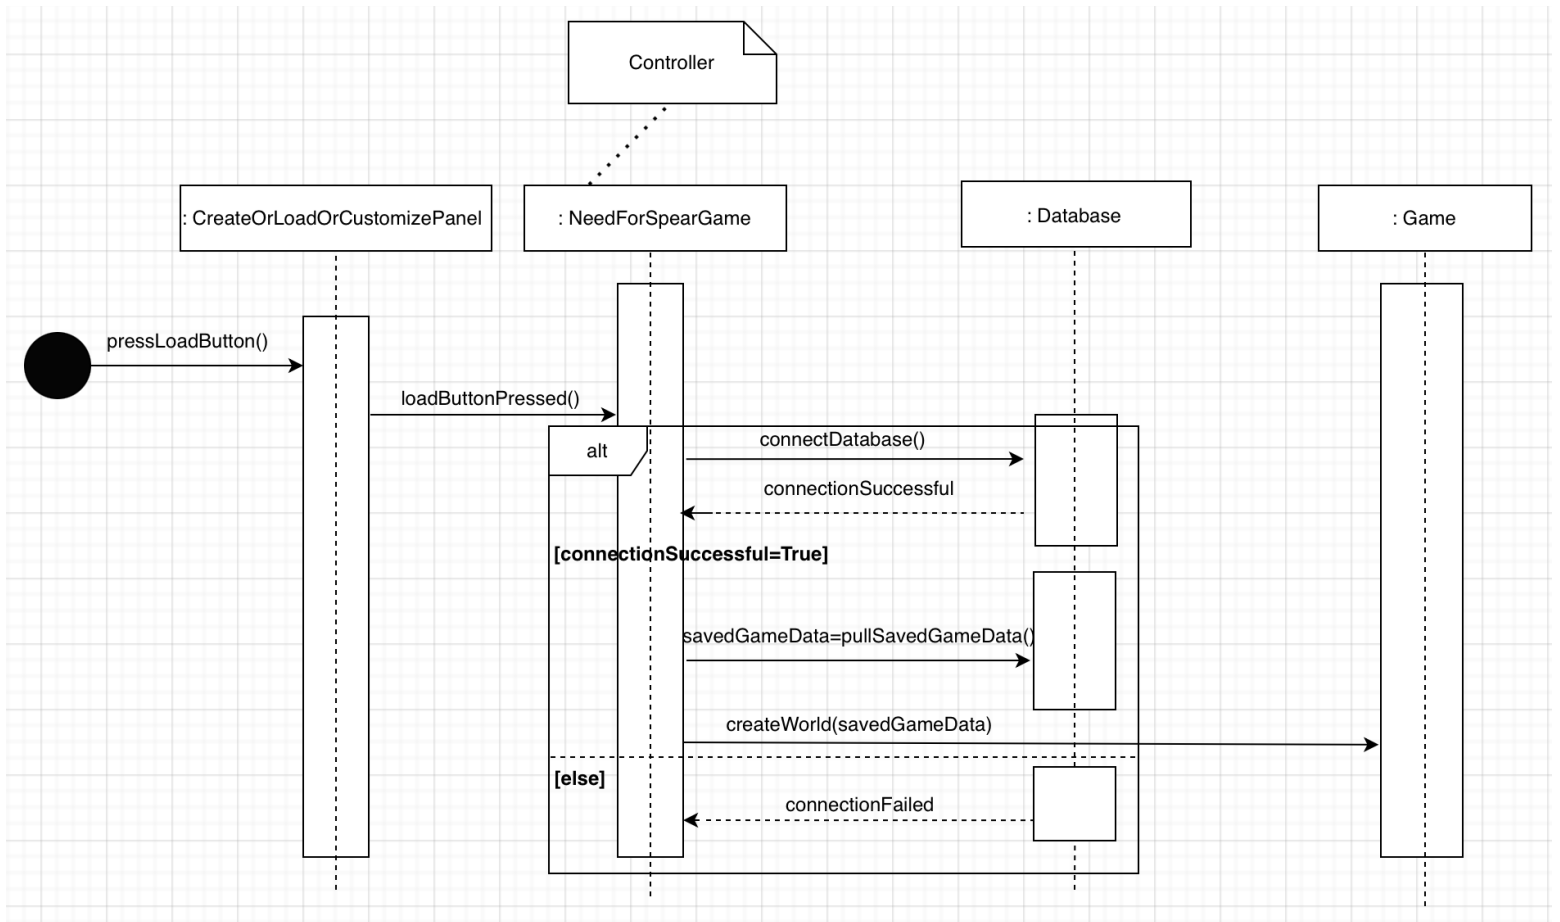 Controller
: CreateOrLoadOrCustomizePanel
: NeedForSpearGame
: Database
: Game
pressLoadButton()
loadButtonPressed()
alt
connectDatabase()
connectionSuccessful
[connectionSuccessful=True]
savedGameData=pullSavedGameData()
createWorld(savedGameData)
[else]
connectionFailed